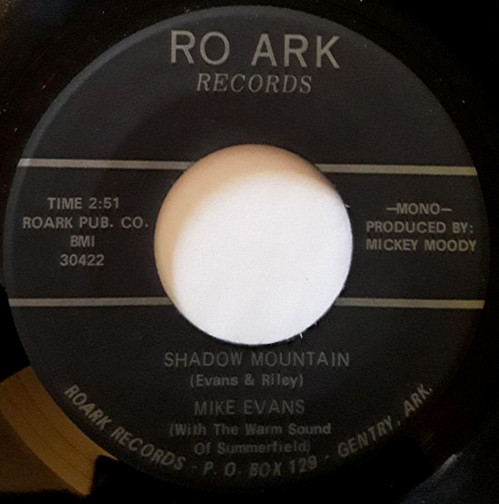 RO ARK
RECORDS
TIME 2:51
ROARK PUB. CO.
BMI
30422
—MONO—
PRODUCED BY:
MICKEY MOODY
SHADOW MOUNTAIN
(Evans & Riley)
MIKE EVANS
(With The Warm Sound
Of Summerfield)
ROARK RECORDS - P. O. BOX 129 - GENTRY, ARK.